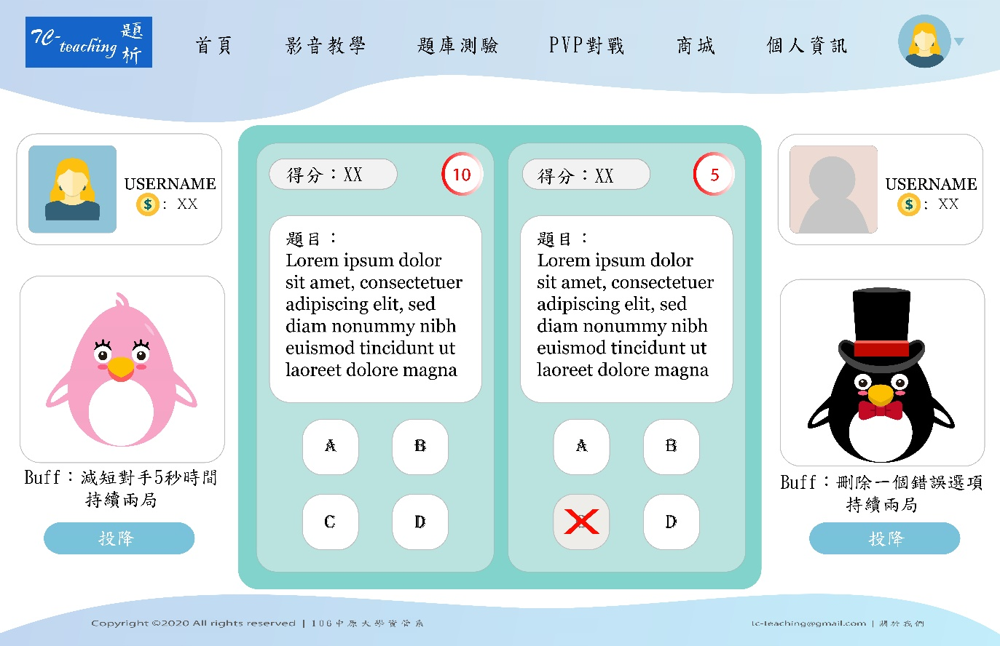 TC-teaching 題析
首頁 影音教學 題庫測驗 PVP對戰 商城 個人資訊
USERNAME
$ : XX
Buff：減短對手5秒時間
持續兩局
投降
得分：XX 10
題目：
Lorem ipsum dolor
sit amet, consectetuer
adipiscing elit, sed
diam nonummy nibh
euismod tincidunt ut
laoreet dolore magna
A B
C D
得分：XX 5
題目：
Lorem ipsum dolor
sit amet, consectetuer
adipiscing elit, sed
diam nonummy nibh
euismod tincidunt ut
laoreet dolore magna
A B
D
USERNAME
$ : XX
Buff：刪除一個錯誤選項
持續兩局
投降
Copyright ©2020 All rights reserved | 106中原大學資管系
tc-teaching@gmail.com | 關於我們